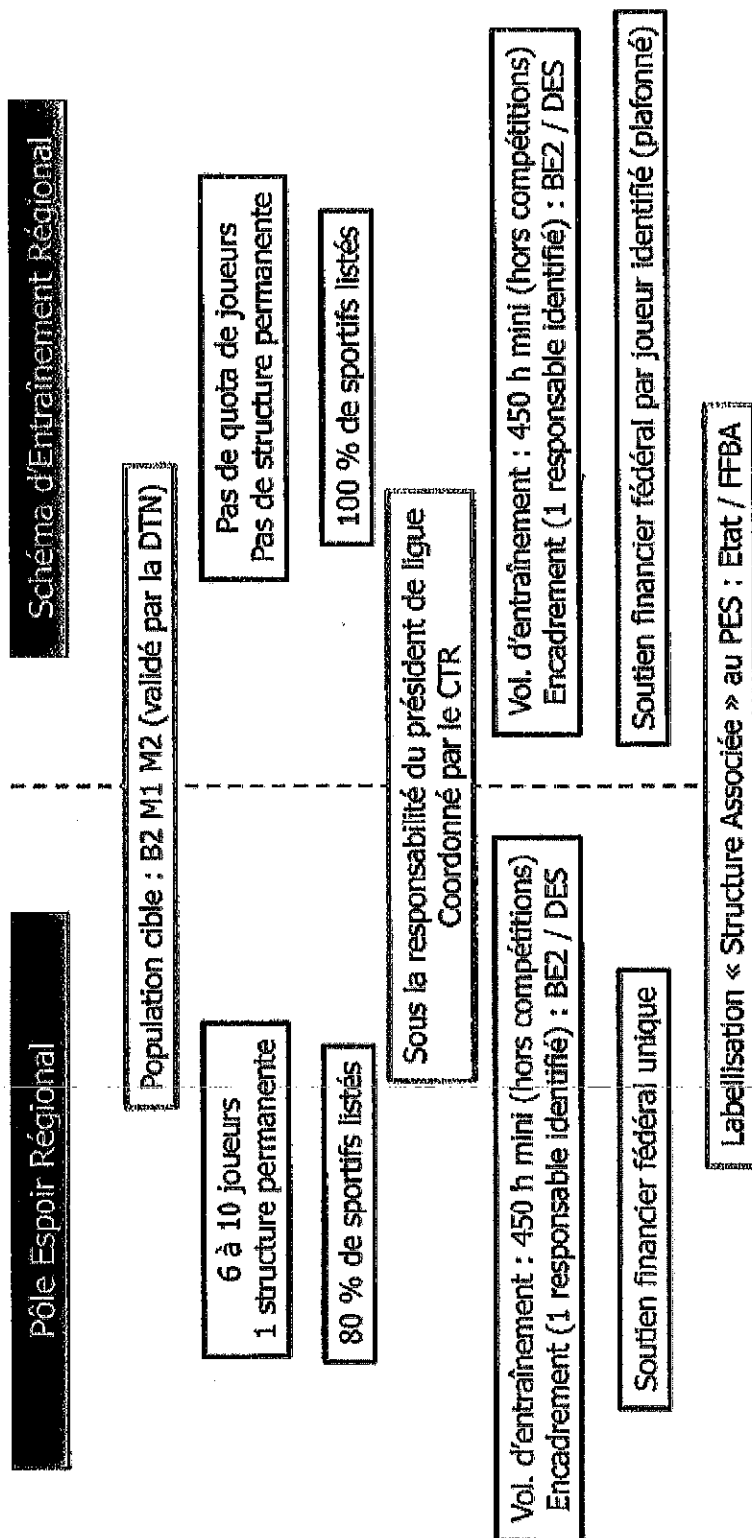 Pôle Espoir Régional
Schéma d'Entraînement Régional
Population cible : B2 M1 M2 (validé par la DTN)
6 à 10 joueurs
1 structure permanente
Pas de quota de joueurs
Pas de structure permanente
80 % de sportifs listés
100 % de sportifs listés
Sous la responsabilité du président de ligue
Coordonné par le CTR
Vol. d'entraînement : 450 h mini (hors compétitions)
Encadrement (1 responsable identifié) : BE2 / DES
Vol. d'entraînement : 450 h mini (hors compétitions)
Encadrement (1 responsable identifié) : BE2 / DES
Soutien financier fédéral unique
Soutien financier fédéral par joueur identifié (plafonné)
Labellisation « Structure Associée » au PES : Etat / FFBA